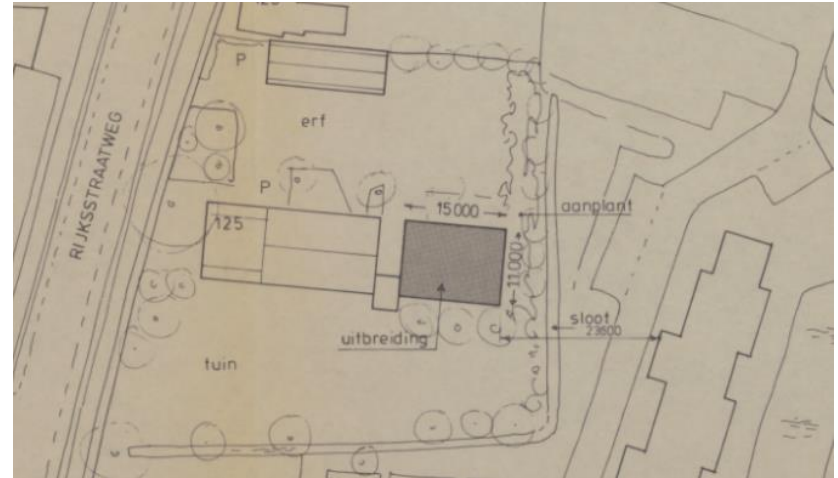 P
erf
RIJKSSTRAATWEG
P
15000
aanplant
125
11000
sloot
23600
uitbreiding
tuin